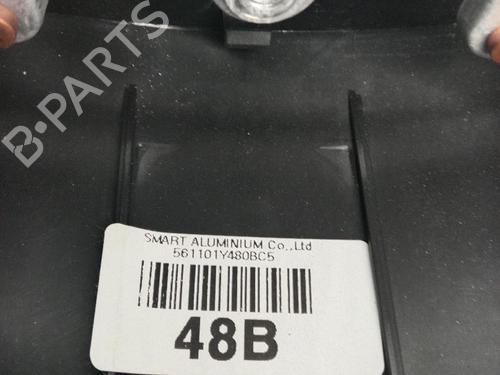 B-PARTS
SMART ALUMINIUM Co.,Ltd
561101Y480BC5
48B